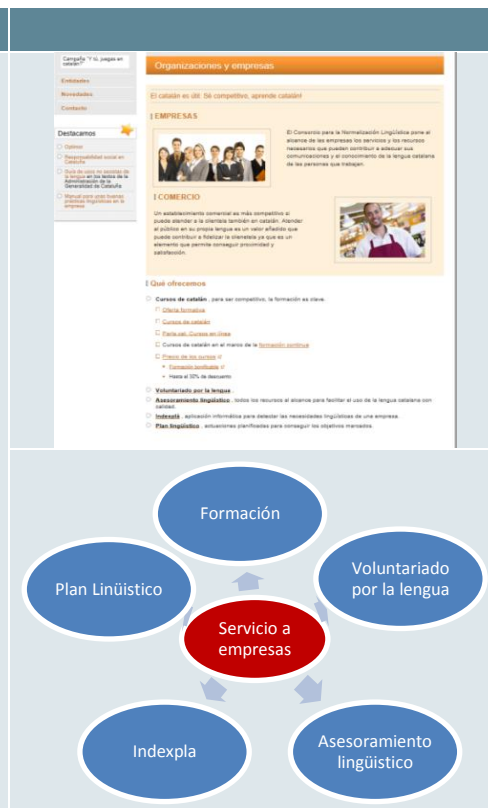 Campaña "Y tú, juegas en
catalán?"
Entidades
Novedades
Contacto
Destacamos
Opinión
Responsabilidad social en
Cataluña
Guía de usos no sexistas de
la lengua en los textos de la
Administración de la
Generalidad de Cataluña
Manual para unas buenas
prácticas lingüísticas en la
empresa
Organizaciones y empresas
El catalán es útil. Sé competitivo, aprende catalán!
EMPRESAS
El Consorcio para la Normalización Lingüística pone al
alcance de las empresas los servicios y los recursos
necesarios que pueden contribuir a adecuar sus
comunicaciones y el conocimiento de la lengua catalana
de las personas que trabajan.
COMERCIO
Un establecimiento comercial es más competitivo si
puede atender a la clientela también en catalán. Atender
al público en su propia lengua es un valor añadido que
puede contribuir a fidelizar la clientela ya que es un
elemento que permite conseguir proximidad y
satisfacción.
Qué ofrecemos
Cursos de catalán , para ser competitivo, la formación es clave.
Oferta formativa
Cursos de catalán
Parla.cat. Cursos en línea
Cursos de catalán en el marco de la formación continua
Precio de los cursos
Formación bonificable
Hasta el 30% de descuento
Voluntariado por la lengua .
Asesoramiento lingüístico , todos los recursos al alcance para facilitar el uso de la lengua catalana con
calidad.
Indexplà , aplicación informática para detectar las necesidades lingüísticas de una empresa.
Plan lingüístico , actuaciones planificadas para conseguir los objetivos marcados.
Formación
Plan Linüistico
Voluntariado
por la lengua
Servicio a
empresas
Indexpla
Asesoramiento
lingüistico